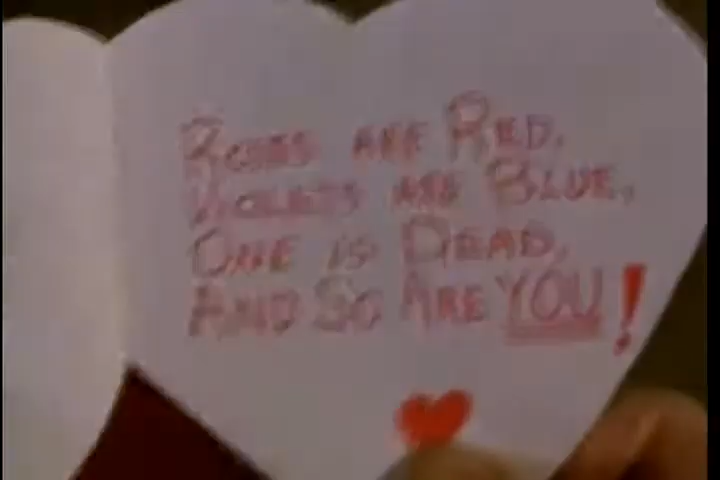 Roses are Red,
Violets are Blue,
One is Dead,
And So Are YOU!